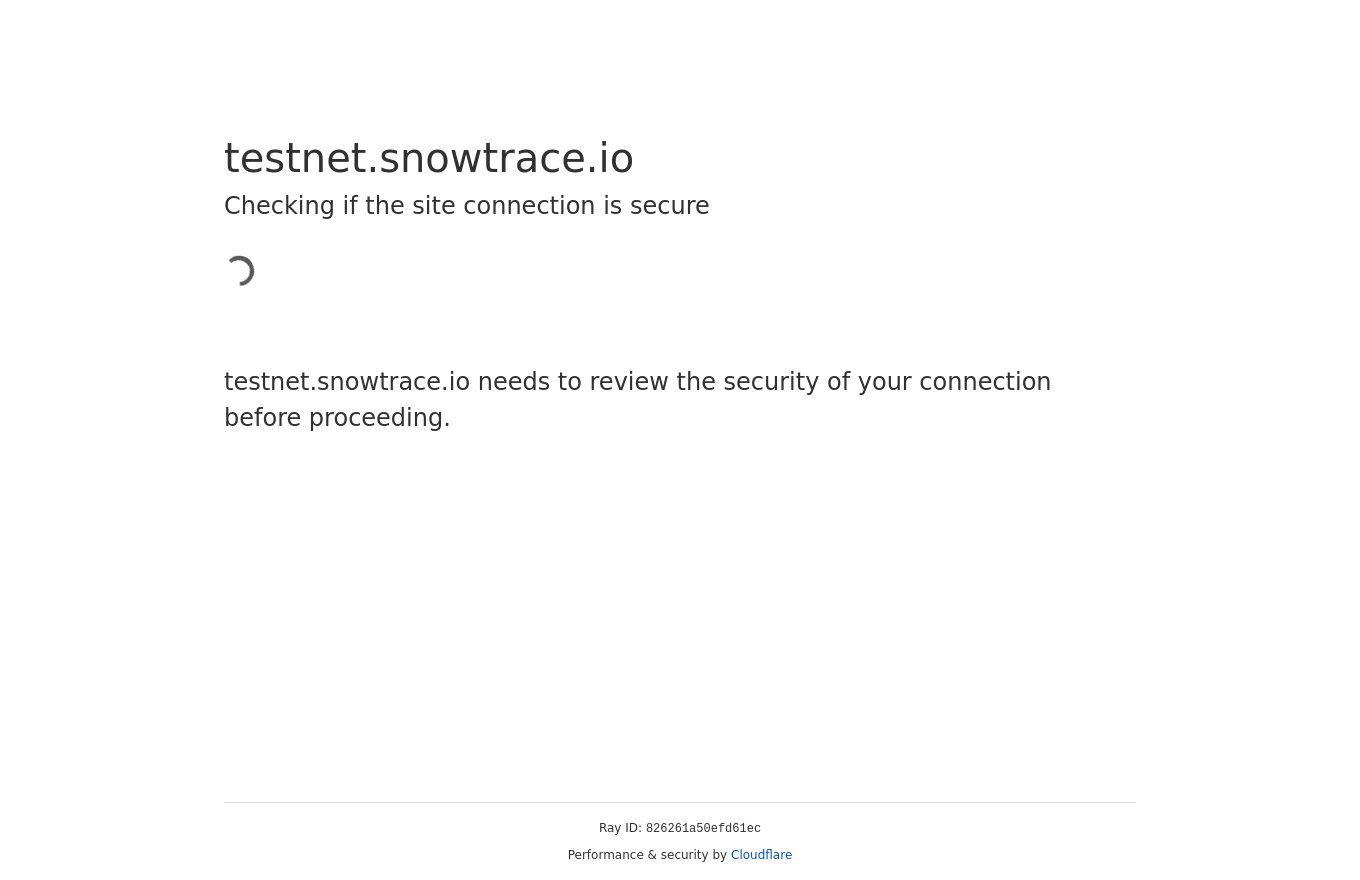 testnet.snowtrace.io
Checking if the site connection is secure
testnet.snowtrace.io needs to review the security of your connection
before proceeding.
Ray ID: 826261a50efd61ec
Performance & security by Cloudflare